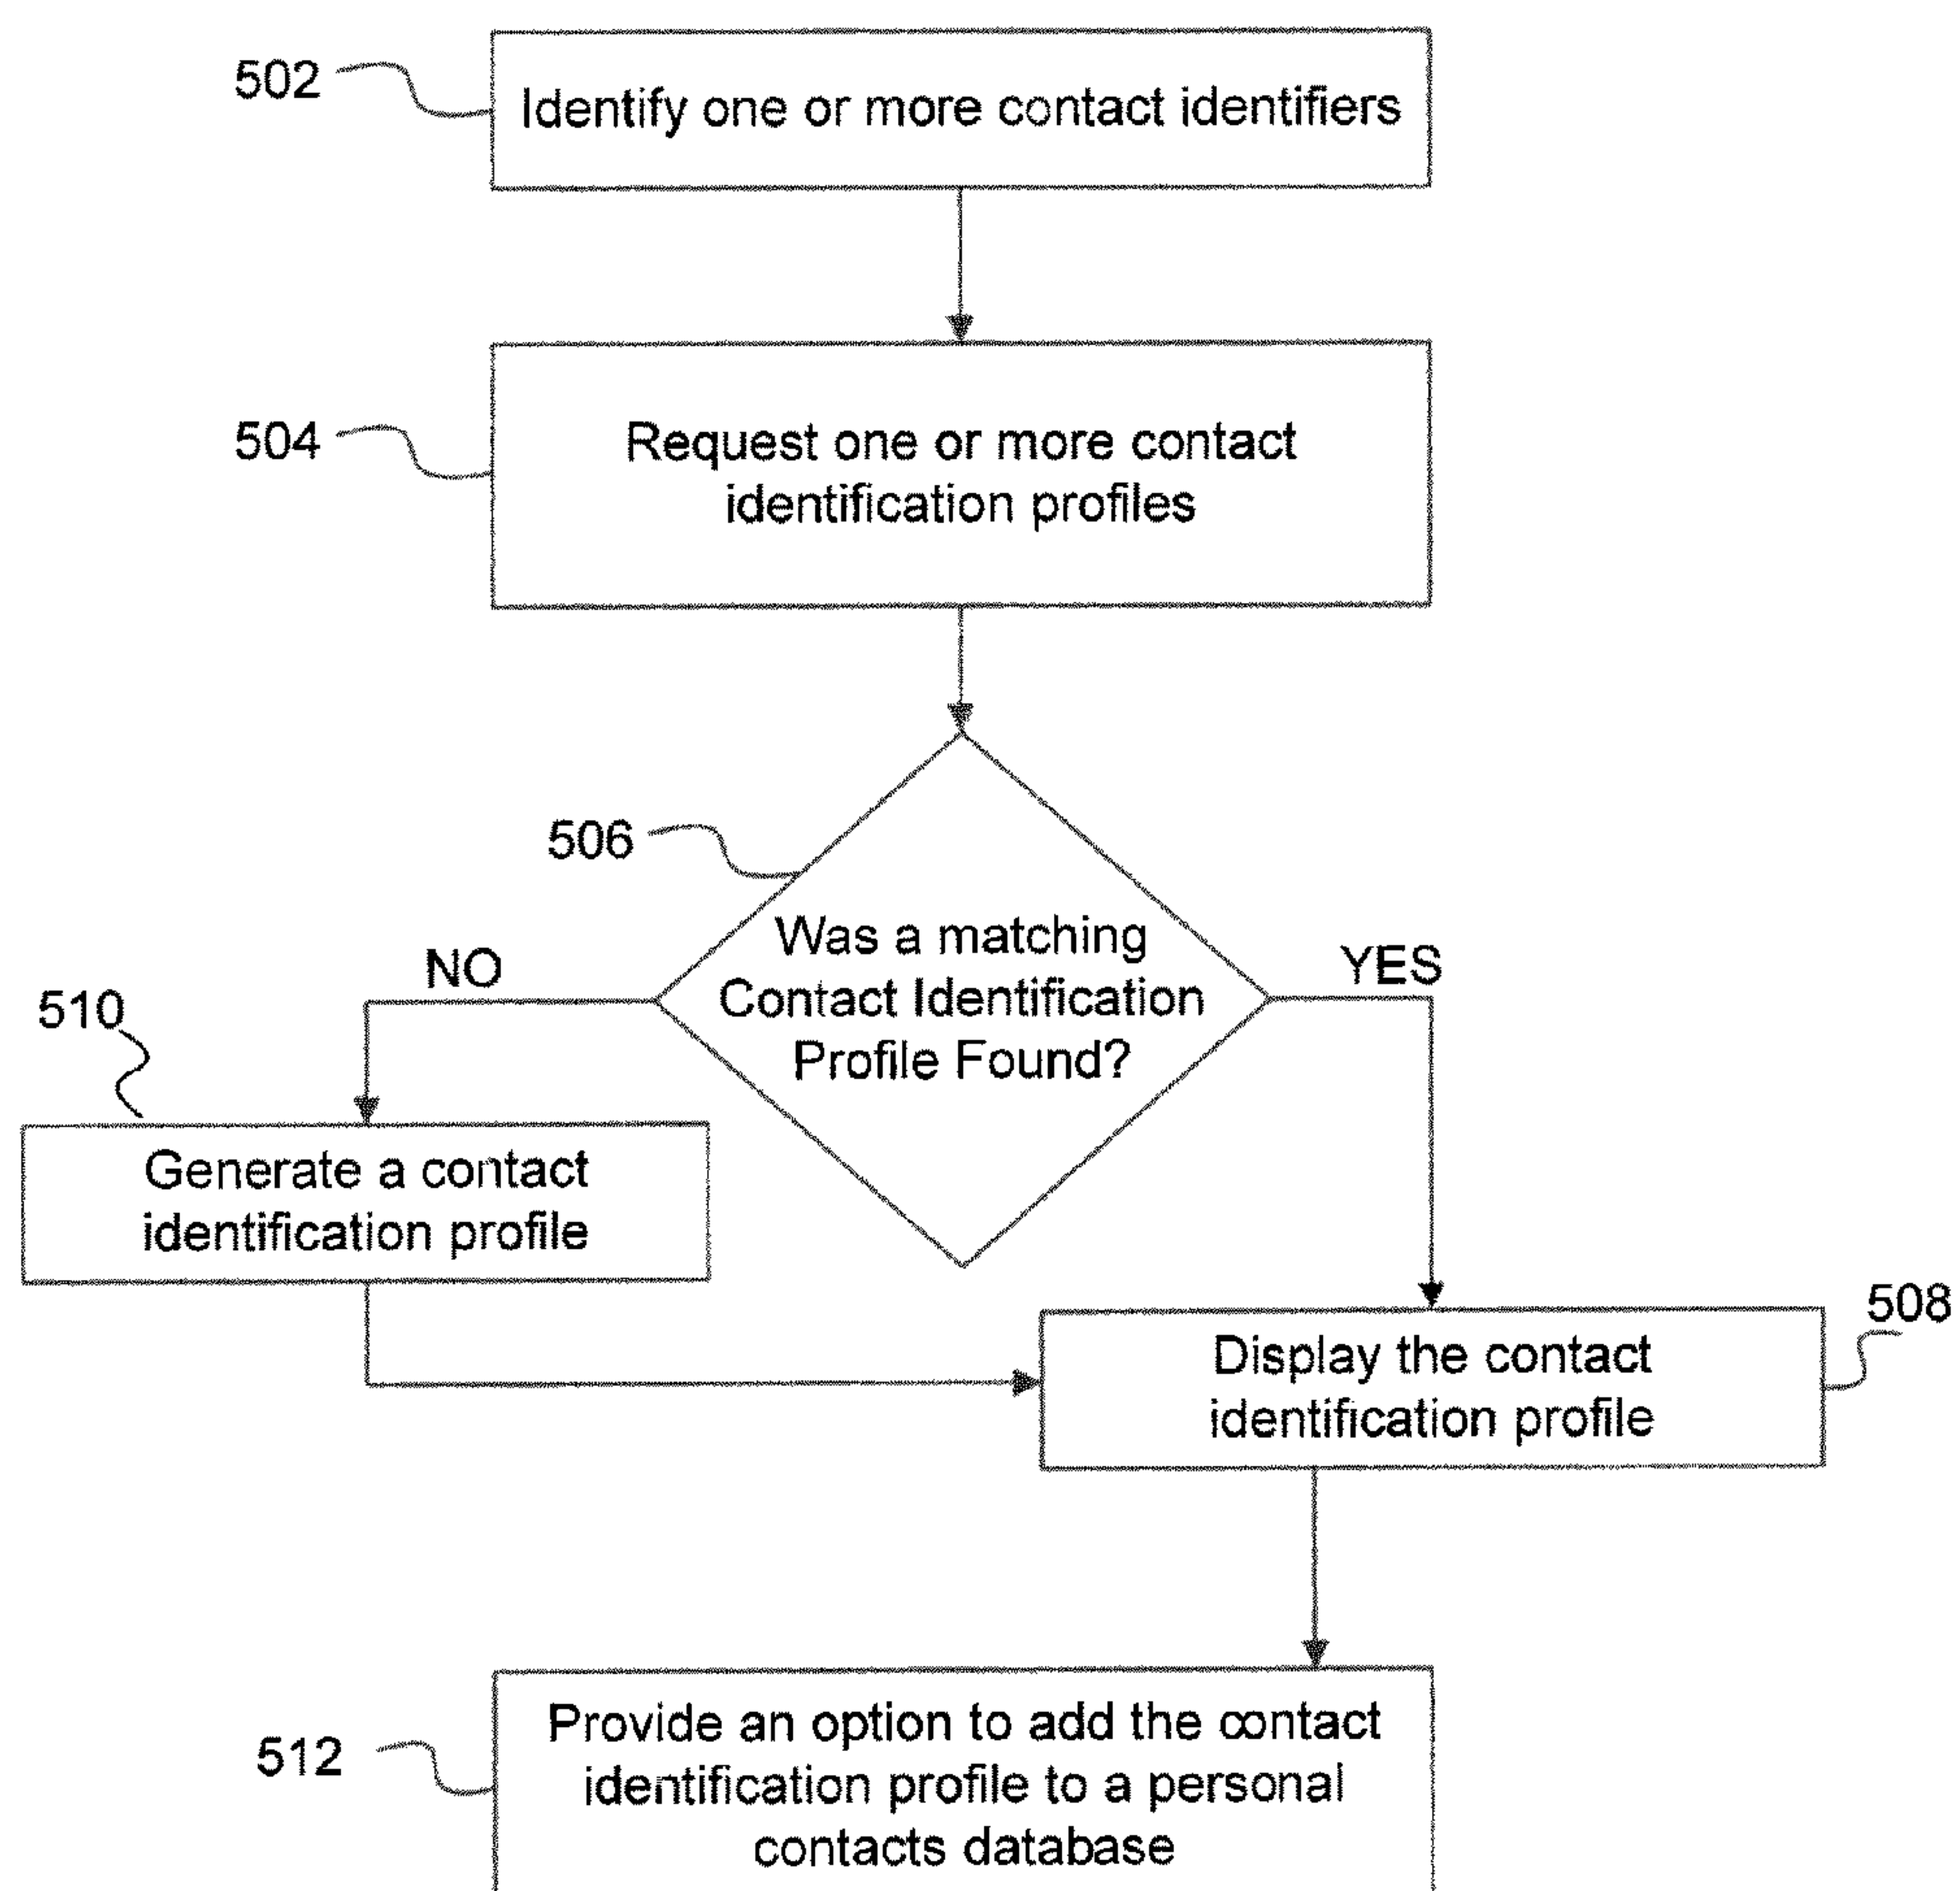 502
Identify one or more contact identifiers
504
Request one or more contact
identification profiles
506
Was a matching
Contact Identification
Profile Found?
NO
YES
510
Generate a contact
identification profile
508
Display the contact
identification profile
512
Provide an option to add the contact
identification profile to a personal
contacts database